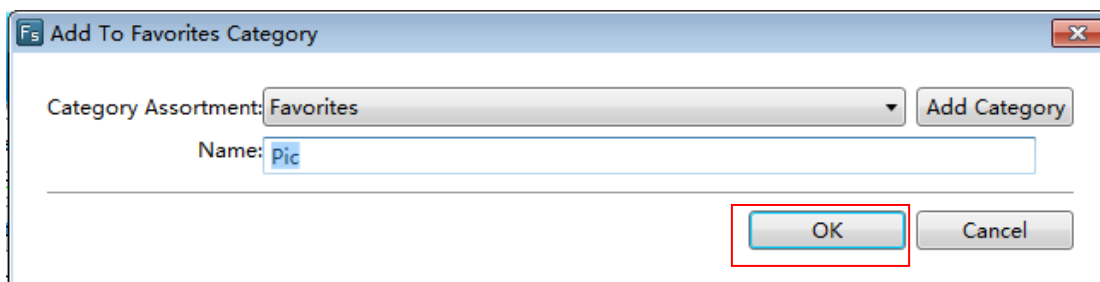 Fs Add To Favorites Category
Category Assortment: Favorites Add Category
Name: Pic
OK Cancel